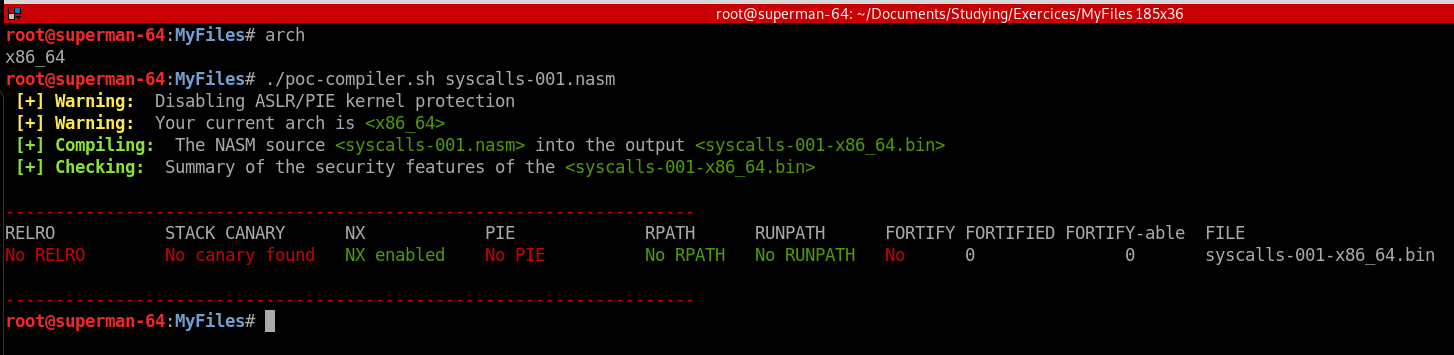 root@superman-64: ~/Documents/Studying/Exercices/MyFiles 185x36
root@superman-64:MyFiles# arch
x86_64
root@superman-64:MyFiles# ./poc-compiler.sh syscalls-001.nasm
[+] Warning: Disabling ASLR/PIE kernel protection
[+] Warning: Your current arch is <x86_64>
[+] Compiling: The NASM source <syscalls-001.nasm> into the output <syscalls-001-x86_64.bin>
[+] Checking: Summary of the security features of the <syscalls-001-x86_64.bin>
---------------------------------------------------------------------
RELRO STACK CANARY NX PIE RPATH RUNPATH FORTIFY FORTIFIED FORTIFY-able FILE
No RELRO No canary found NX enabled No PIE No RPATH No RUNPATH No 0 0 syscalls-001-x86_64.bin
---------------------------------------------------------------------
root@superman-64:MyFiles#